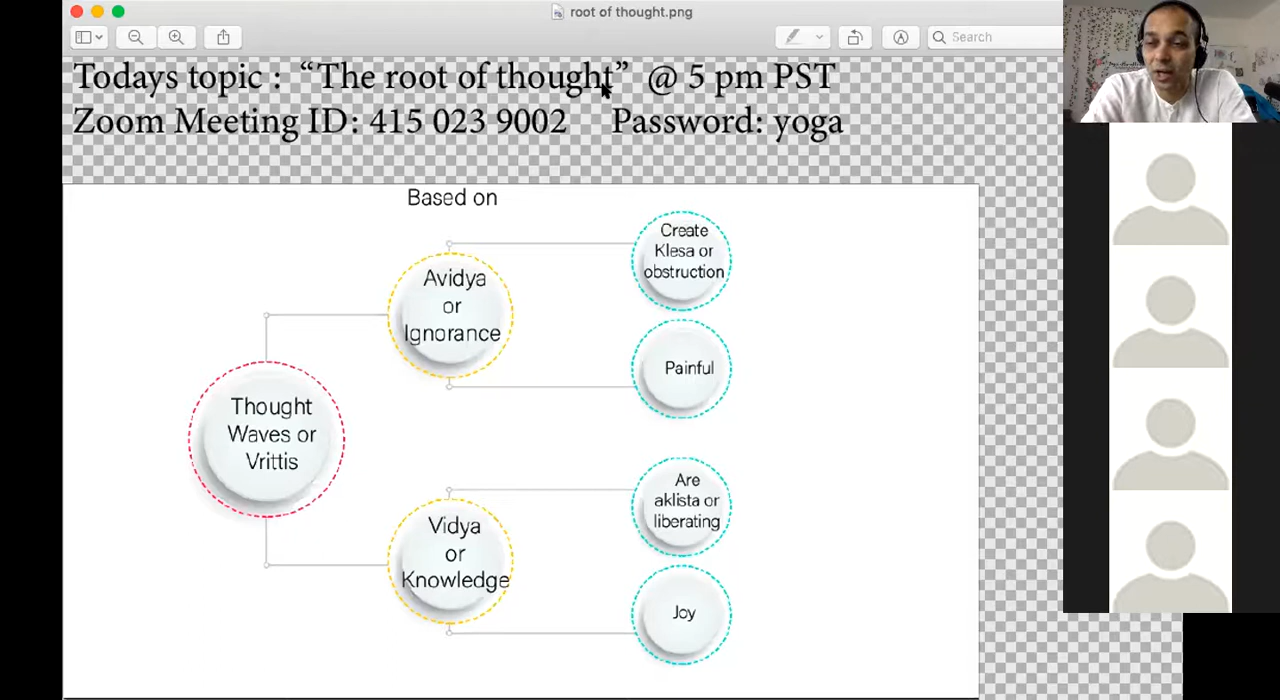 root of thought.png
Search
Todays topic : “The root of thought” @ 5 pm PST
Zoom Meeting ID: 415 023 9002 Password: yoga
Based on
Thought
Waves or
Vrittis
Avidya
or
Ignorance
Create
Klesa or
obstruction
Painful
Vidya
or
Knowledge
Are
aklista or
liberating
Joy